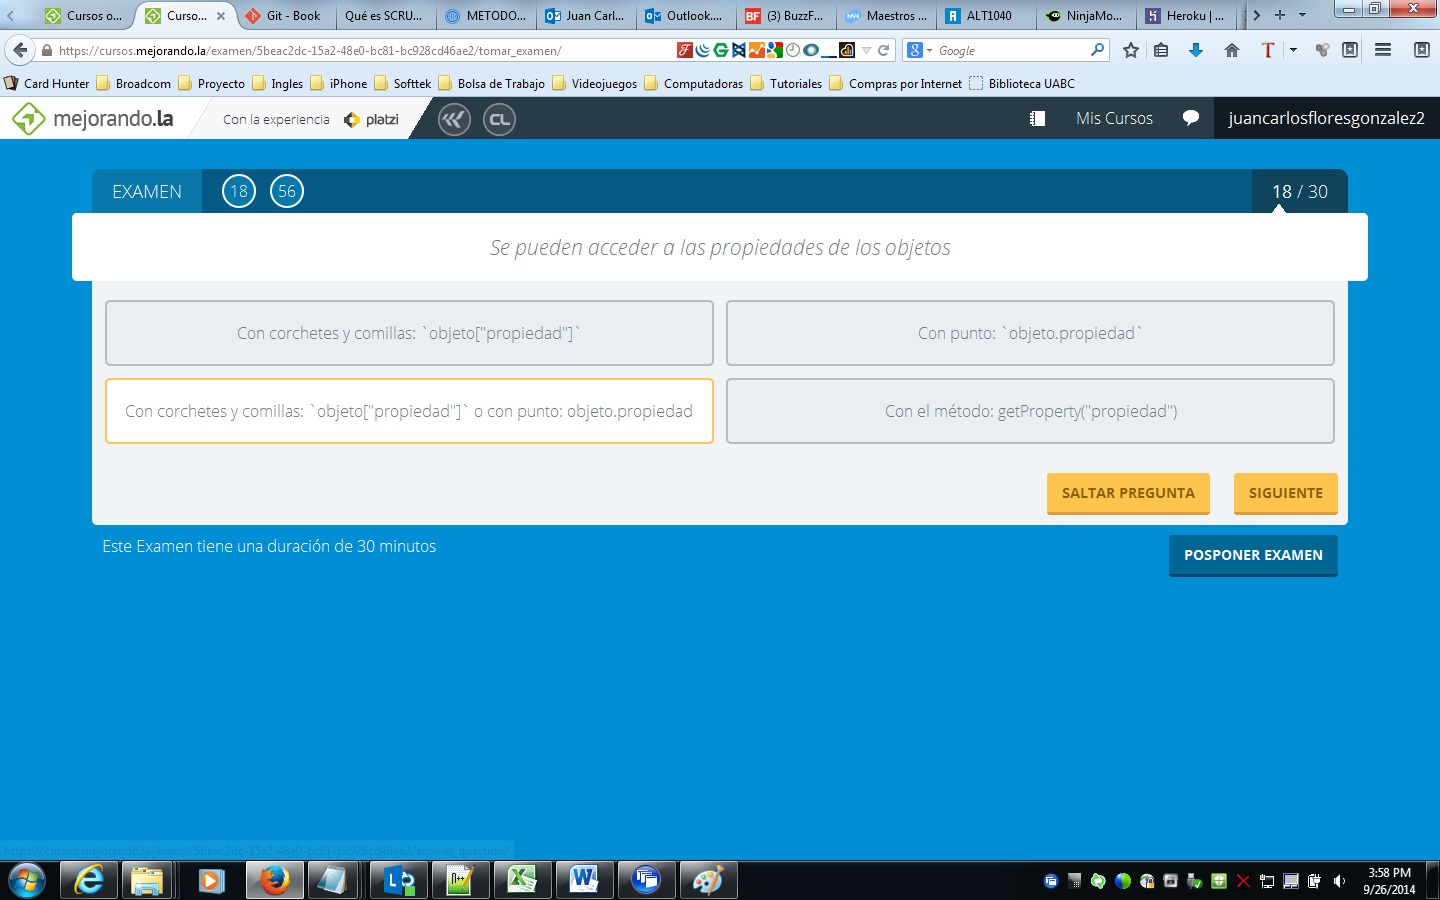 Cursos o...
Curso...
Git - Book
Qué es SCRU...
METODO...
Juan Carl...
Outlook....
(3) BuzzF...
Maestros ...
ALT1040
NinjaMo...
Heroku | ...
https://cursos.mejorando.la/examen/5beac2dc-15a2-48e0-bc81-bc928cd46ae2/tomar_examen/
Google
Card Hunter
Broadcom
Proyecto
Ingles
iPhone
Softtek
Bolsa de Trabajo
Videojuegos
Computadoras
Tutoriales
Compras por Internet
Biblioteca UABC
mejorando.la
Con la experiencia
platzi
CL
Mis Cursos
juancarlosfloresgonzalez2
EXAMEN
18
56
18 / 30
Se pueden acceder a las propiedades de los objetos
Con corchetes y comillas: `objeto["propiedad"]`
Con punto: `objeto.propiedad`
Con corchetes y comillas: `objeto["propiedad"]` o con punto: objeto.propiedad
Con el método: getProperty("propiedad")
SALTAR PREGUNTA
SIGUIENTE
Este Examen tiene una duración de 30 minutos
POSPONER EXAMEN
https://cursos.mejorando.la/exams/5beac2dc-15a2-48e0-bc81-bc928cd46ae2/answer_question/
3:58 PM
9/26/2014